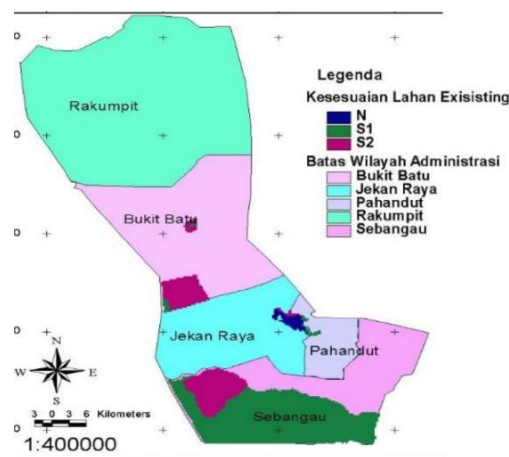 Rakumpit
Bukit Batu
Jekan Raya
Pahandut
Sebangau
Legenda
Kesesuaian Lahan Exisisting
N
S1
S2
Batas Wilayah Administrasi
Bukit Batu
Jekan Raya
Pahandut
Rakumpit
Sebangau
N
W E
S
3 0 3 6 Kilometers
1:400000